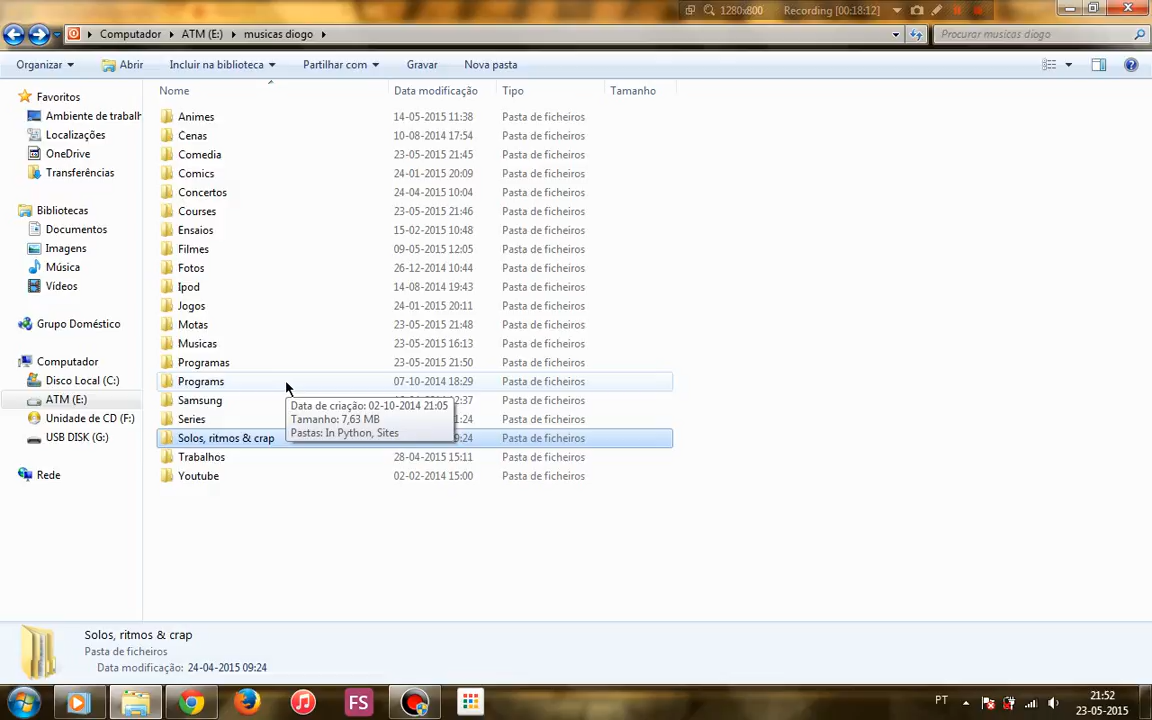 1280x800 Recording [00:18:12]
Computador ATM (E:) musicas diogo Procurar musicas diogo
Organizar Abrir Incluir na biblioteca Partilhar com Gravar Nova pasta
Nome Data modificação Tipo Tamanho
Favoritos
Ambiente de trabalh
Localizações
OneDrive
Transferências
Bibliotecas
Documentos
Imagens
Música
Vídeos
Grupo Doméstico
Computador
Disco Local (C:)
ATM (E:)
Unidade de CD (F:)
USB DISK (G:)
Rede
Animes 14-05-2015 11:38 Pasta de ficheiros
Cenas 10-08-2014 17:54 Pasta de ficheiros
Comedia 23-05-2015 21:45 Pasta de ficheiros
Comics 24-01-2015 20:09 Pasta de ficheiros
Concertos 24-04-2015 10:04 Pasta de ficheiros
Courses 23-05-2015 21:46 Pasta de ficheiros
Ensaios 15-02-2015 10:48 Pasta de ficheiros
Filmes 09-05-2015 12:05 Pasta de ficheiros
Fotos 26-12-2014 10:44 Pasta de ficheiros
Ipod 14-08-2014 19:43 Pasta de ficheiros
Jogos 24-01-2015 20:11 Pasta de ficheiros
Motas 23-05-2015 21:48 Pasta de ficheiros
Musicas 23-05-2015 16:13 Pasta de ficheiros
Programas 23-05-2015 21:50 Pasta de ficheiros
Programs 07-10-2014 18:29 Pasta de ficheiros
Samsung 12:37 Pasta de ficheiros
Series 1:24 Pasta de ficheiros
Solos, ritmos & crap 9:24 Pasta de ficheiros
Trabalhos 28-04-2015 15:11 Pasta de ficheiros
Youtube 02-02-2014 15:00 Pasta de ficheiros
Data de criação: 02-10-2014 21:05
Tamanho: 7,63 MB
Pastas: In Python, Sites
Solos, ritmos & crap
Pasta de ficheiros
Data modificação: 24-04-2015 09:24
FS
PT
21:52
23-05-2015